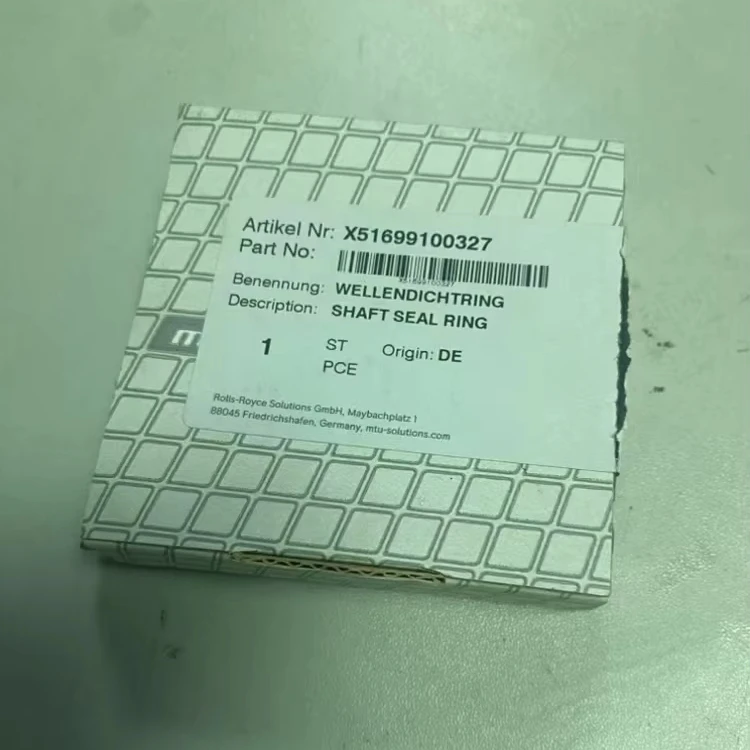 Artikel Nr: X51699100327
Part No:
X51699100327
Benennung: WELLENDICHTRING
Description: SHAFT SEAL RING
1 ST Origin: DE
PCE
Rolls-Royce Solutions GmbH, Maybachplatz 1
88045 Friedrichshafen, Germany, mtu-solutions.com